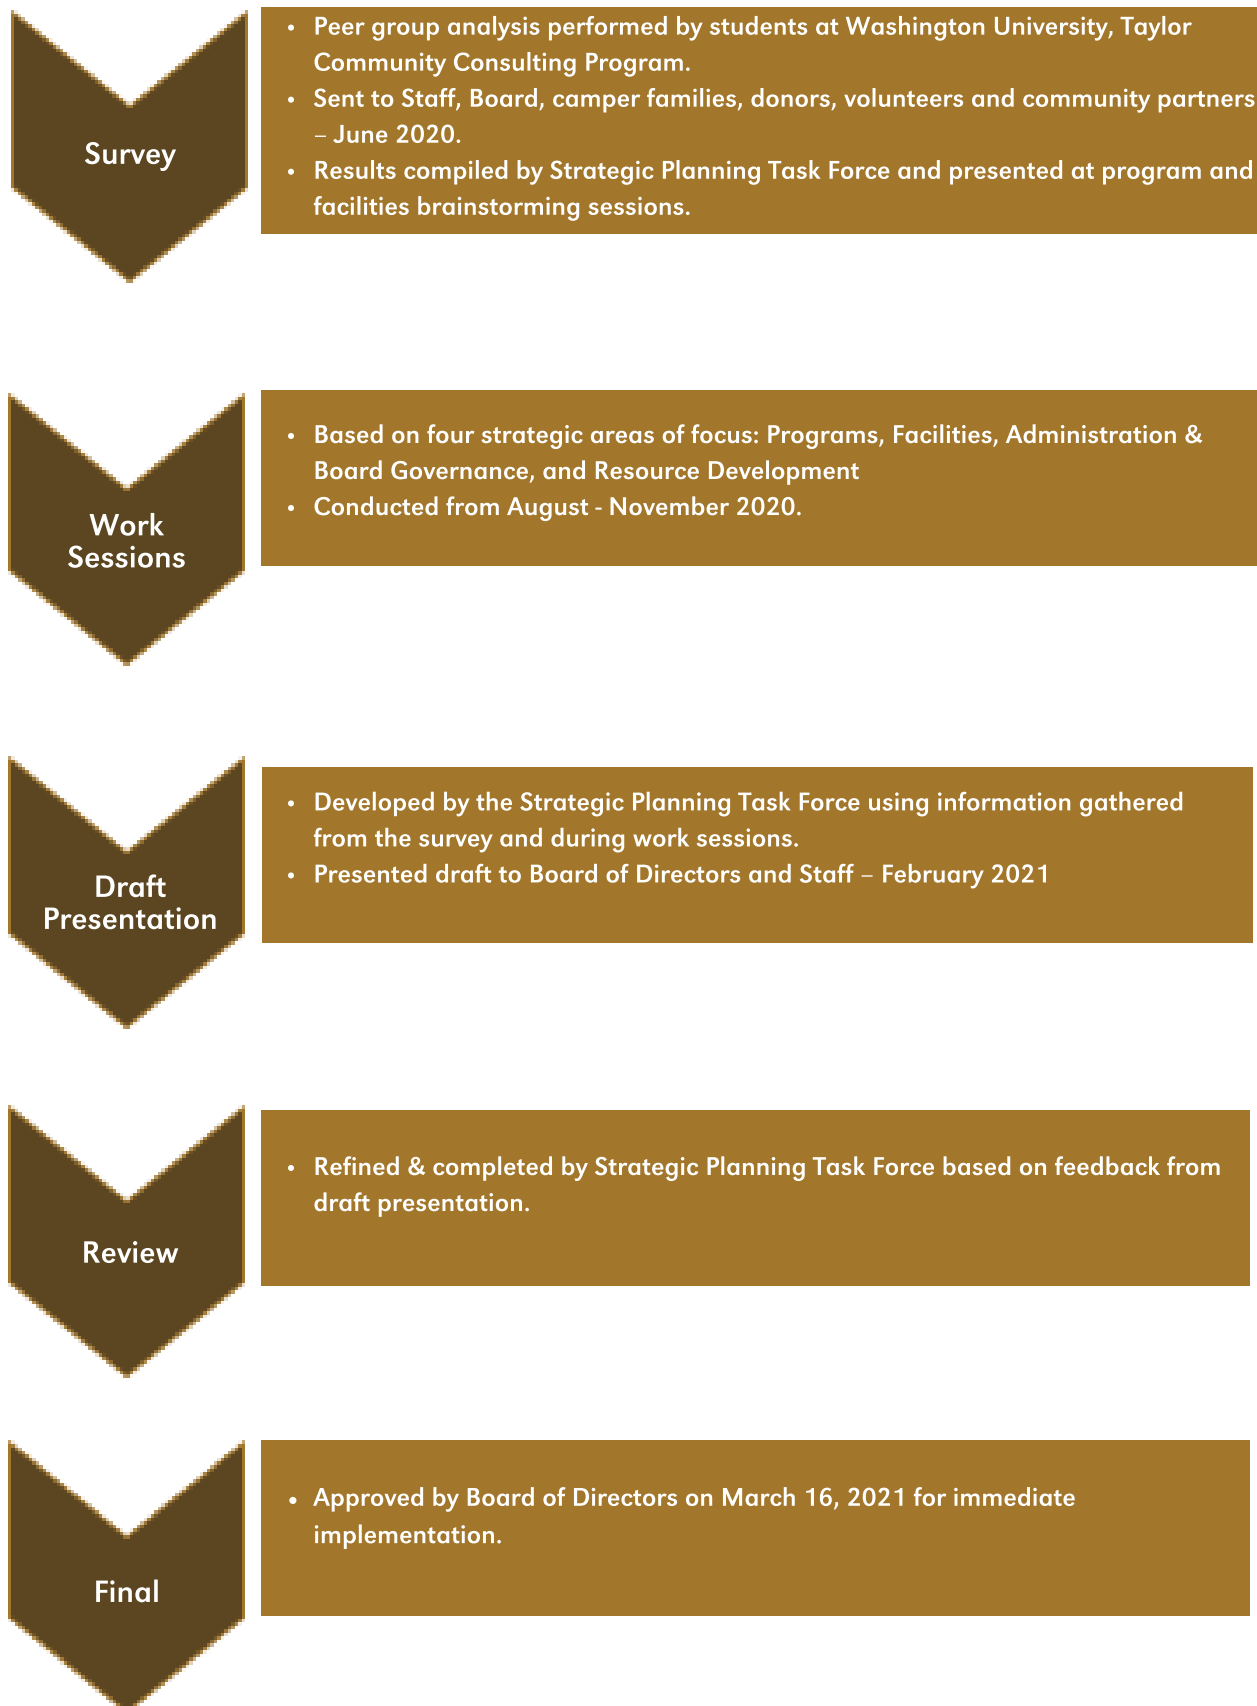 Survey
• Peer group analysis performed by students at Washington University, Taylor
Community Consulting Program.
• Sent to Staff, Board, camper families, donors, volunteers and community partners
– June 2020.
• Results compiled by Strategic Planning Task Force and presented at program and
facilities brainstorming sessions.
Work
Sessions
• Based on four strategic areas of focus: Programs, Facilities, Administration &
Board Governance, and Resource Development
• Conducted from August - November 2020.
Draft
Presentation
• Developed by the Strategic Planning Task Force using information gathered
from the survey and during work sessions.
• Presented draft to Board of Directors and Staff – February 2021
Review
• Refined & completed by Strategic Planning Task Force based on feedback from
draft presentation.
Final
• Approved by Board of Directors on March 16, 2021 for immediate
implementation.